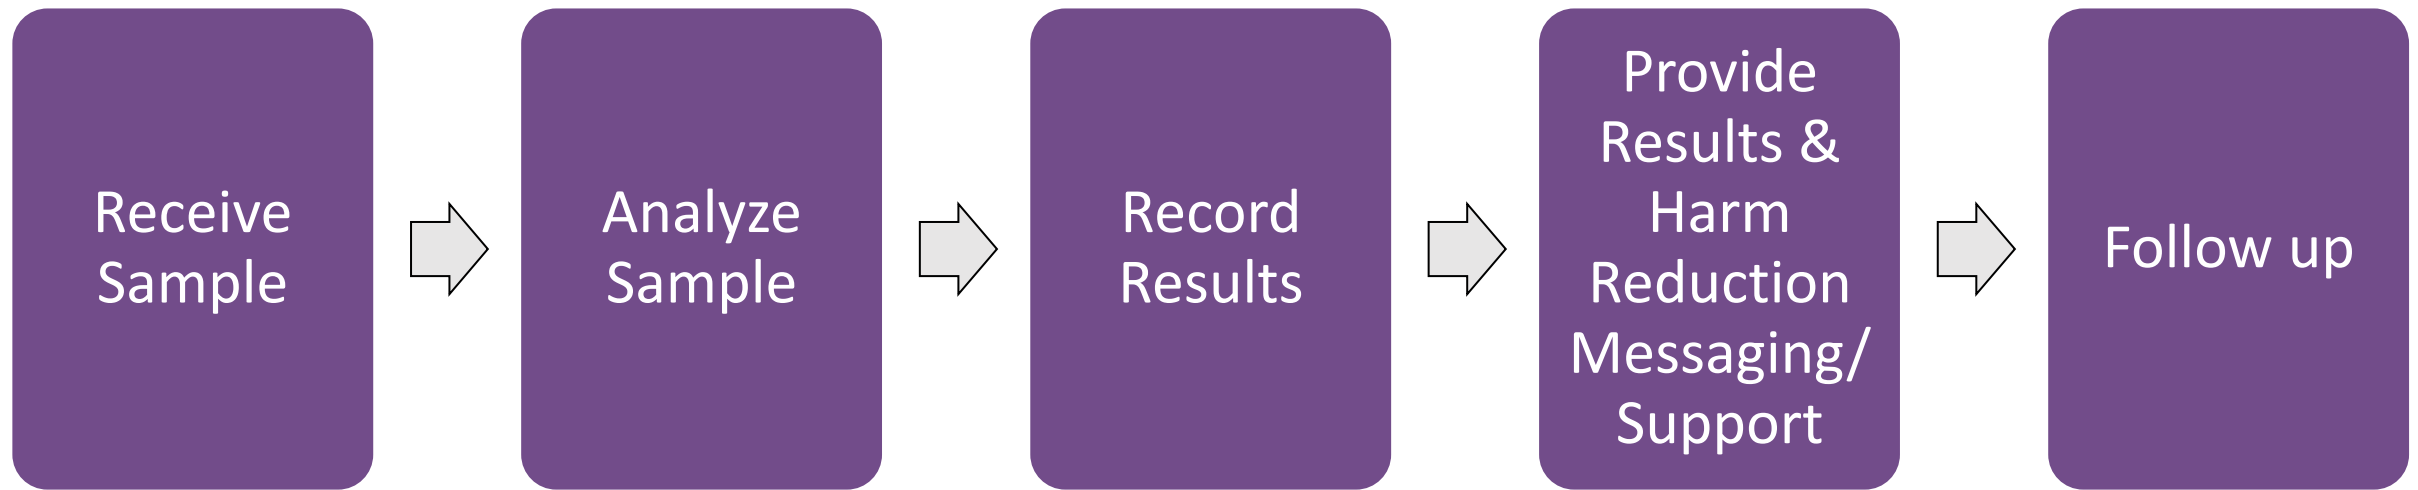 Receive
Sample
Analyze
Sample
Record
Results
Provide
Results &
Harm
Reduction
Messaging/
Support
Follow up